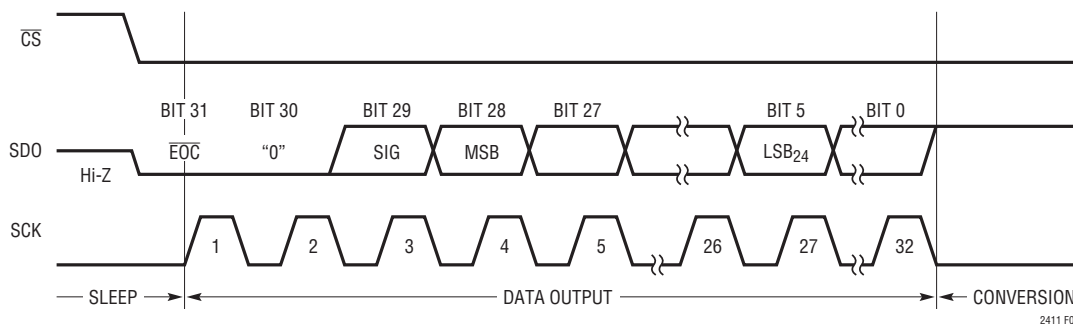 CS
BIT 31 BIT 30 BIT 29 BIT 28 BIT 27 BIT 5 BIT 0
SDO EOC “0” SIG MSB LSB24
Hi-Z
SCK 1 2 3 4 5 26 27 32
SLEEP DATA OUTPUT CONVERSION
2411 F0